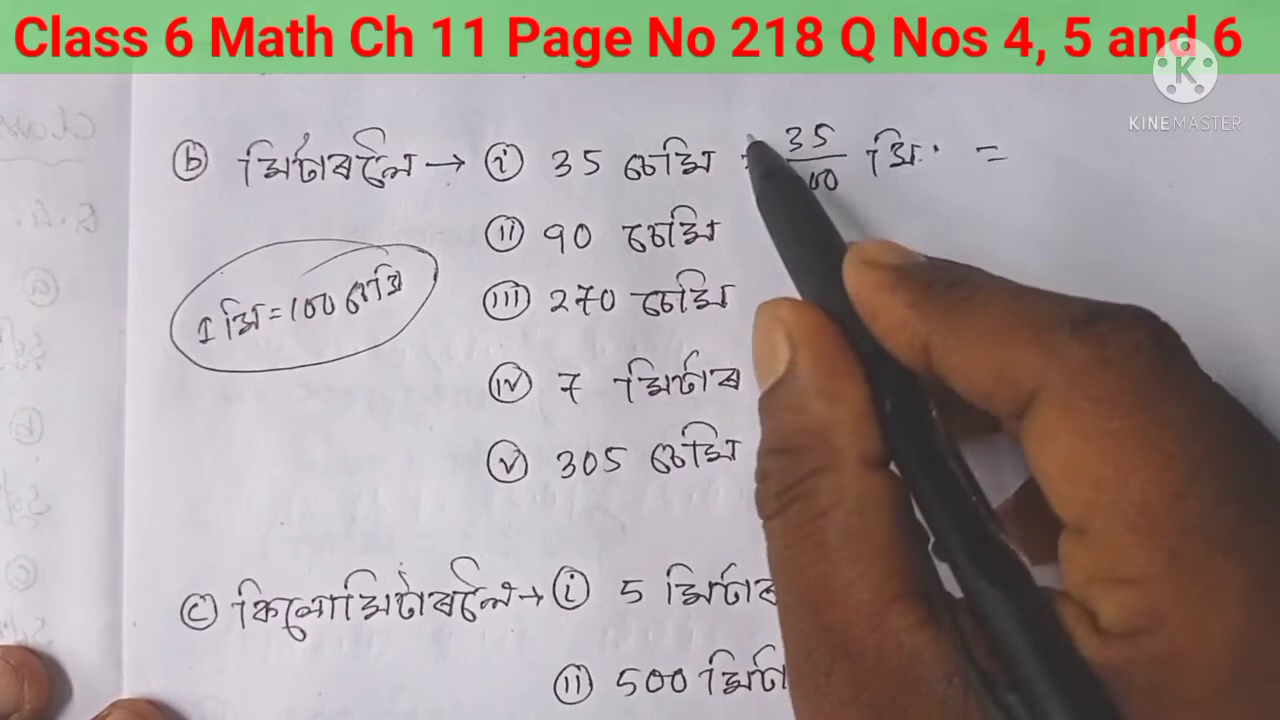 Class 6 Math Ch 11 Page No 218 Q Nos 4, 5 and 6
KINEMASTER
ⓑ মিটাৰলৈ → ⓘ 35 চেমি = 35/100 মি. =
ⅱ 90 চেমি
1 মি = 100 চেমি
ⅲ 270 চেমি
ⅳ 7 মিটাৰ
ⅴ 305 চেমি
ⓒ কিলোমিটাৰলৈ → ⓘ 5 মিটাৰ
ⅱ 500 মিটা